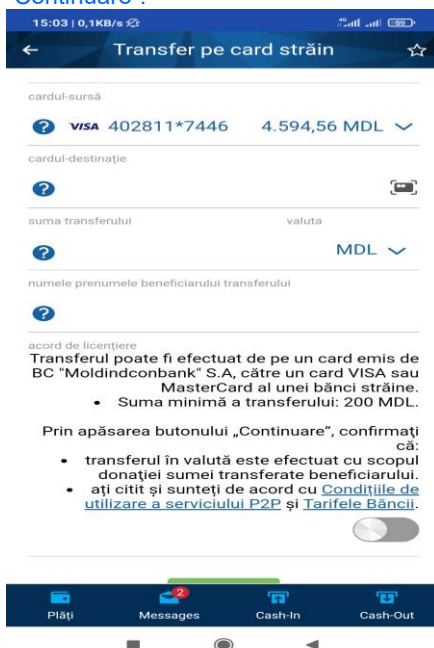 "Continuare".
15:03 | 0,1KB/s
4G
59
Transfer pe card străin
cardul-sursă
? VISA 402811*7446 4.594,56 MDL
cardul-destinație
?
suma transferului valuta
? MDL
numele prenumele beneficiarului transferului
?
acord de licențiere
Transferul poate fi efectuat de pe un card emis de
BC "Moldindconbank" S.A, către un card VISA sau
MasterCard al unei bănci străine.
• Suma minimă a transferului: 200 MDL.
Prin apăsarea butonului „Continuare”, confirmați
că:
• transferul în valută este efectuat cu scopul
donației sumei transferate beneficiarului.
• ați citit și sunteți de acord cu Condițiile de
utilizare a serviciului P2P și Tarifele Băncii.
2
Plăți Messages Cash-In Cash-Out